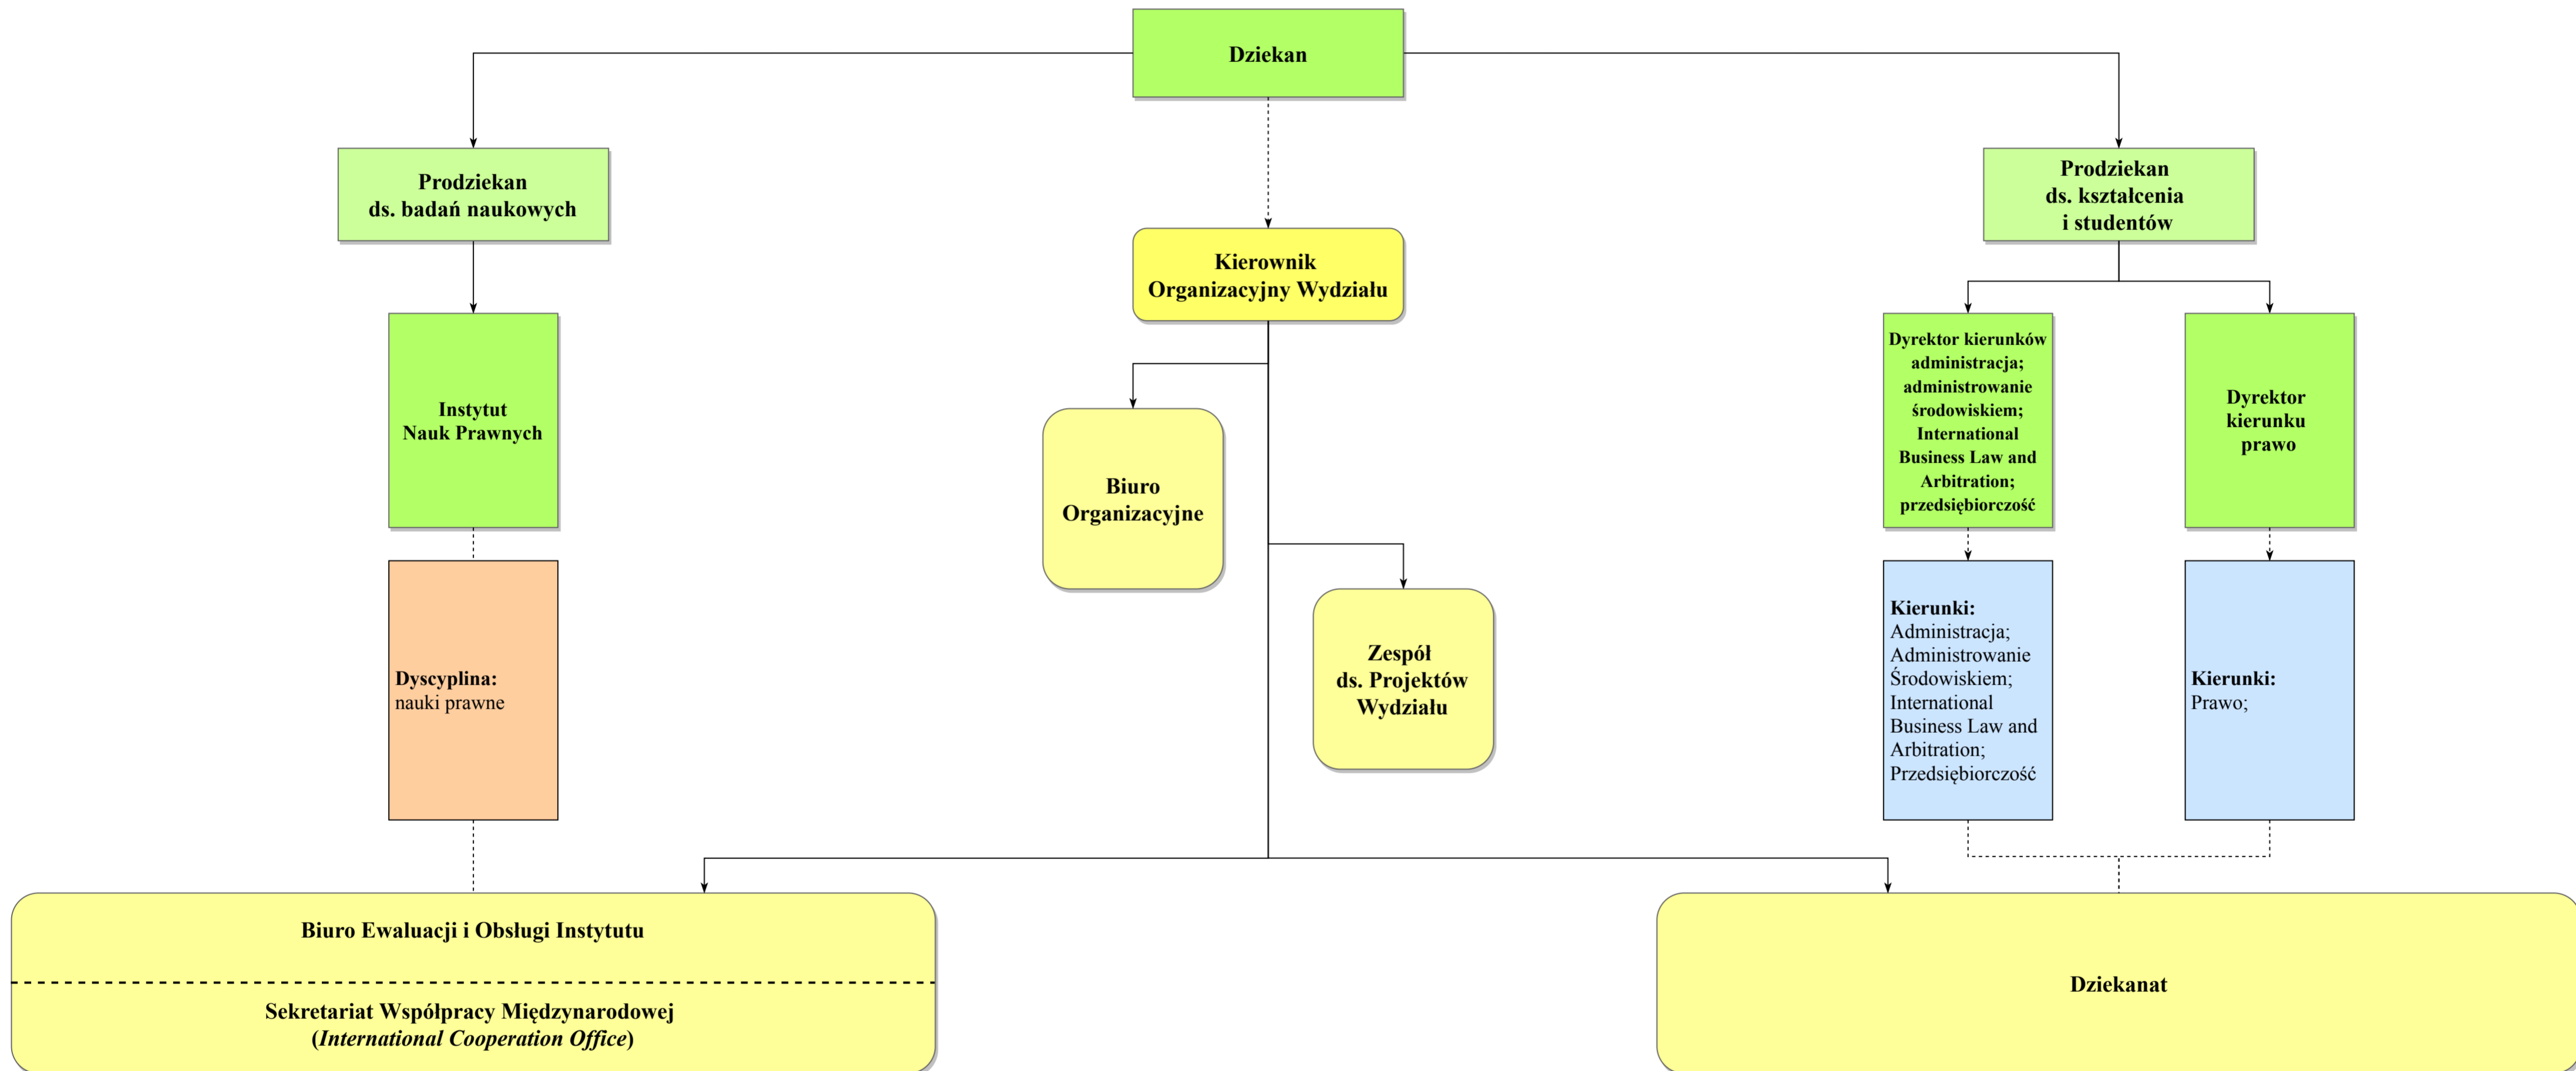 Dziekan
Prodziekan
ds. badań naukowych
Prodziekan
ds. kształcenia
i studentów
Kierownik
Organizacyjny Wydziału
Instytut
Nauk Prawnych
Dyrektor kierunków
administracja;
administrowanie
środowiskiem;
International
Business Law and
Arbitration;
przedsiębiorczość
Dyrektor
kierunku
prawo
Biuro
Organizacyjne
Zespół
ds. Projektów
Wydziału
Dyscyplina:
nauki prawne
Kierunki:
Administracja;
Administrowanie
Środowiskiem;
International
Business Law and
Arbitration;
Przedsiębiorczość
Kierunki:
Prawo;
Biuro Ewaluacji i Obsługi Instytutu
Sekretariat Współpracy Międzynarodowej
(International Cooperation Office)
Dziekanat